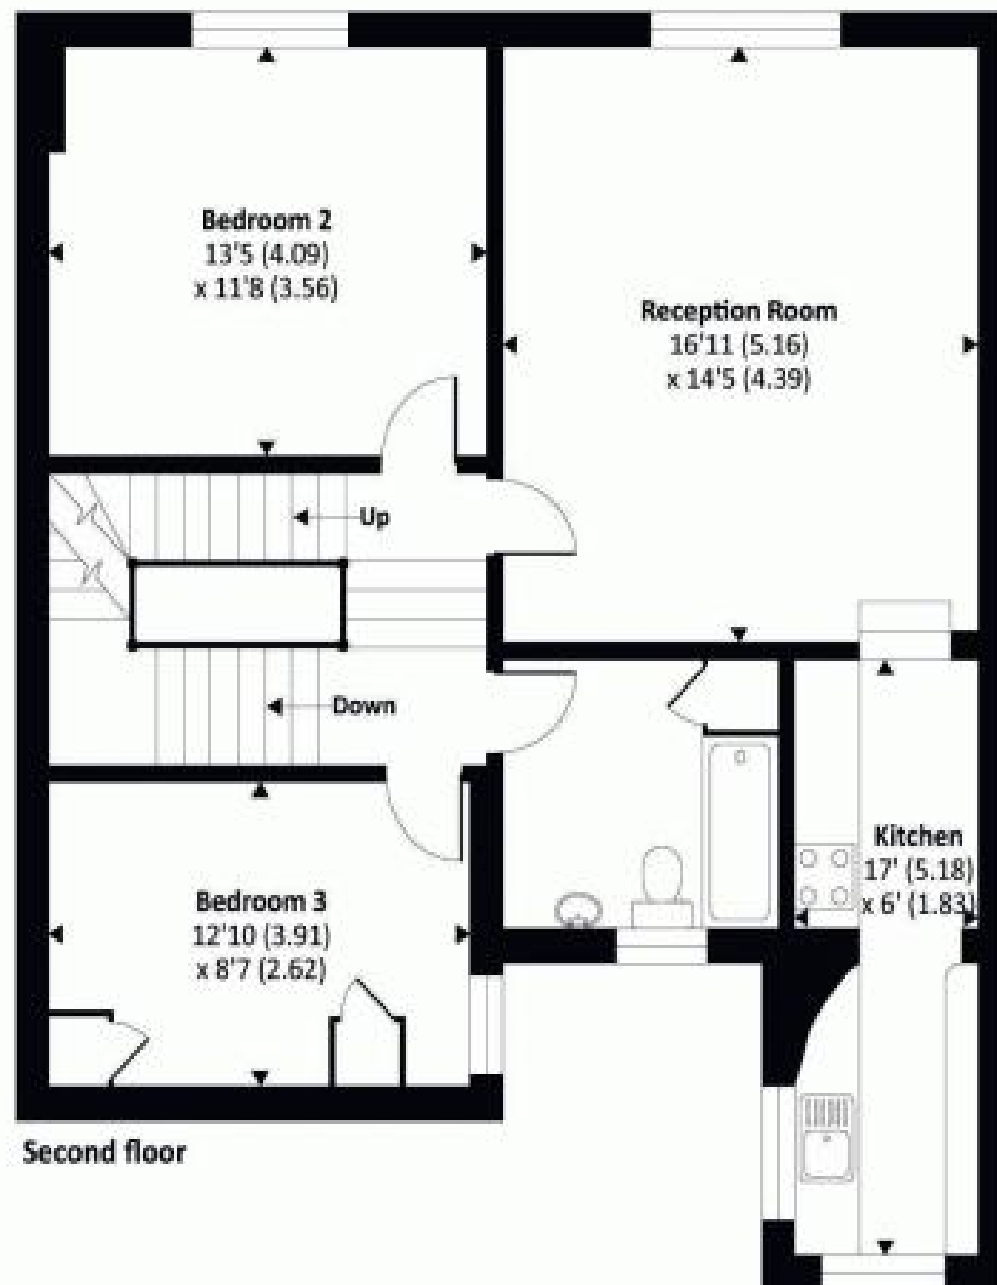 Bedroom 2
13'5 (4.09)
x 11'8 (3.56)
Reception Room
16'11 (5.16)
x 14'5 (4.39)
Up
Down
Kitchen
17' (5.18)
x 6' (1.83)
Bedroom 3
12'10 (3.91)
x 8'7 (2.62)
Second floor